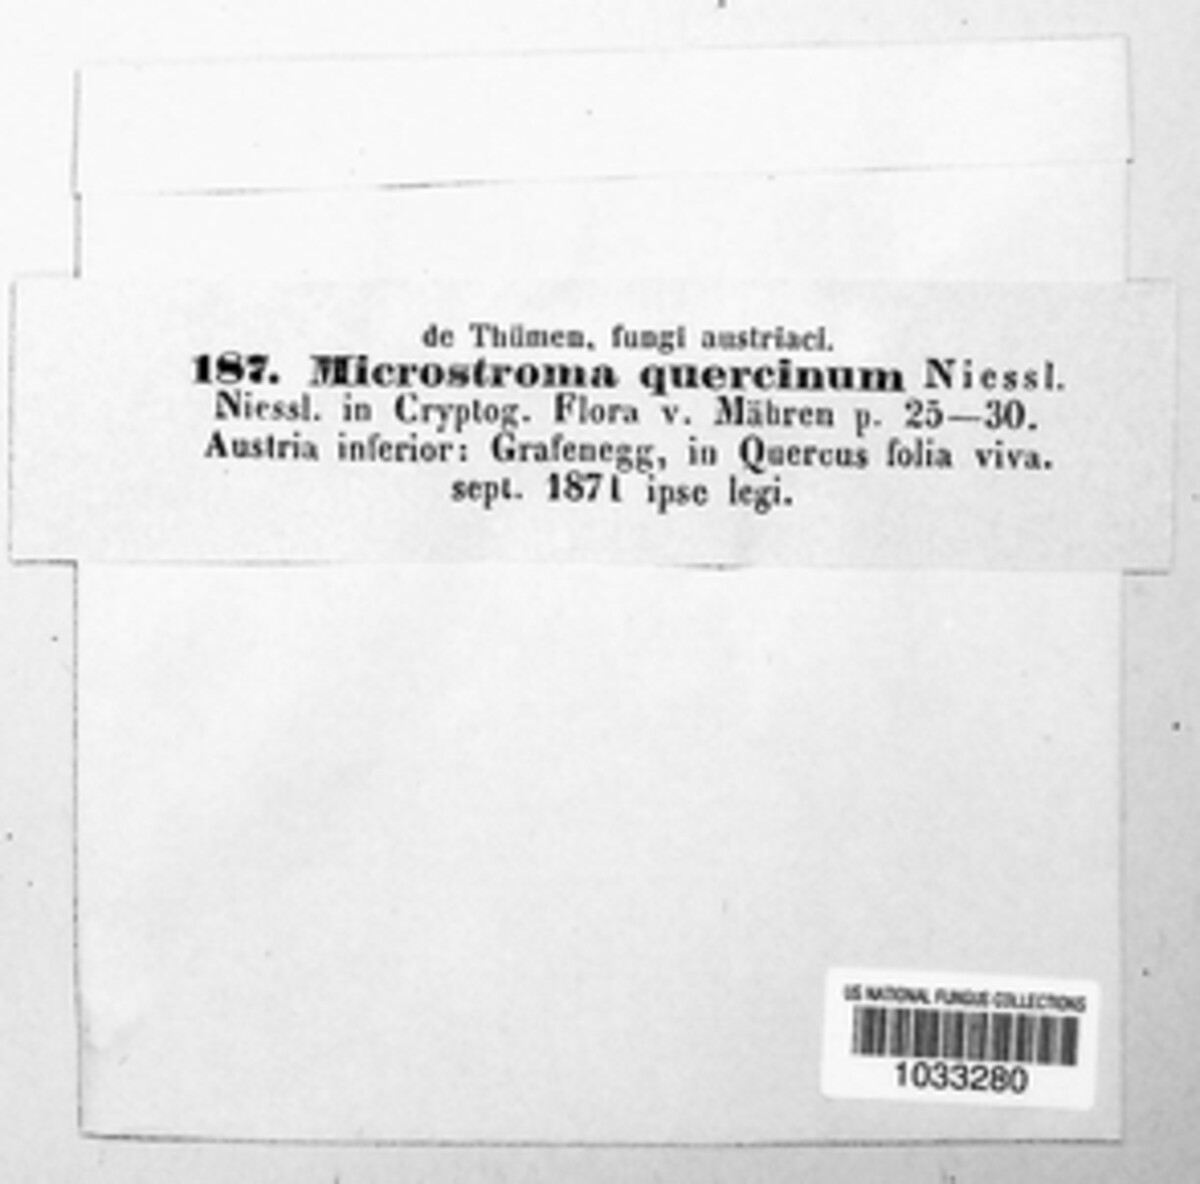 de Thümen, fungi austriaci.
187. Microstroma quercinum Niessl.
Niessl. in Cryptog. Flora v. Mähren p. 25—30.
Austria inferior: Grafenegg, in Quercus folia viva.
sept. 1871 ipse legi.
US NATIONAL FUNGUS COLLECTIONS
1033280